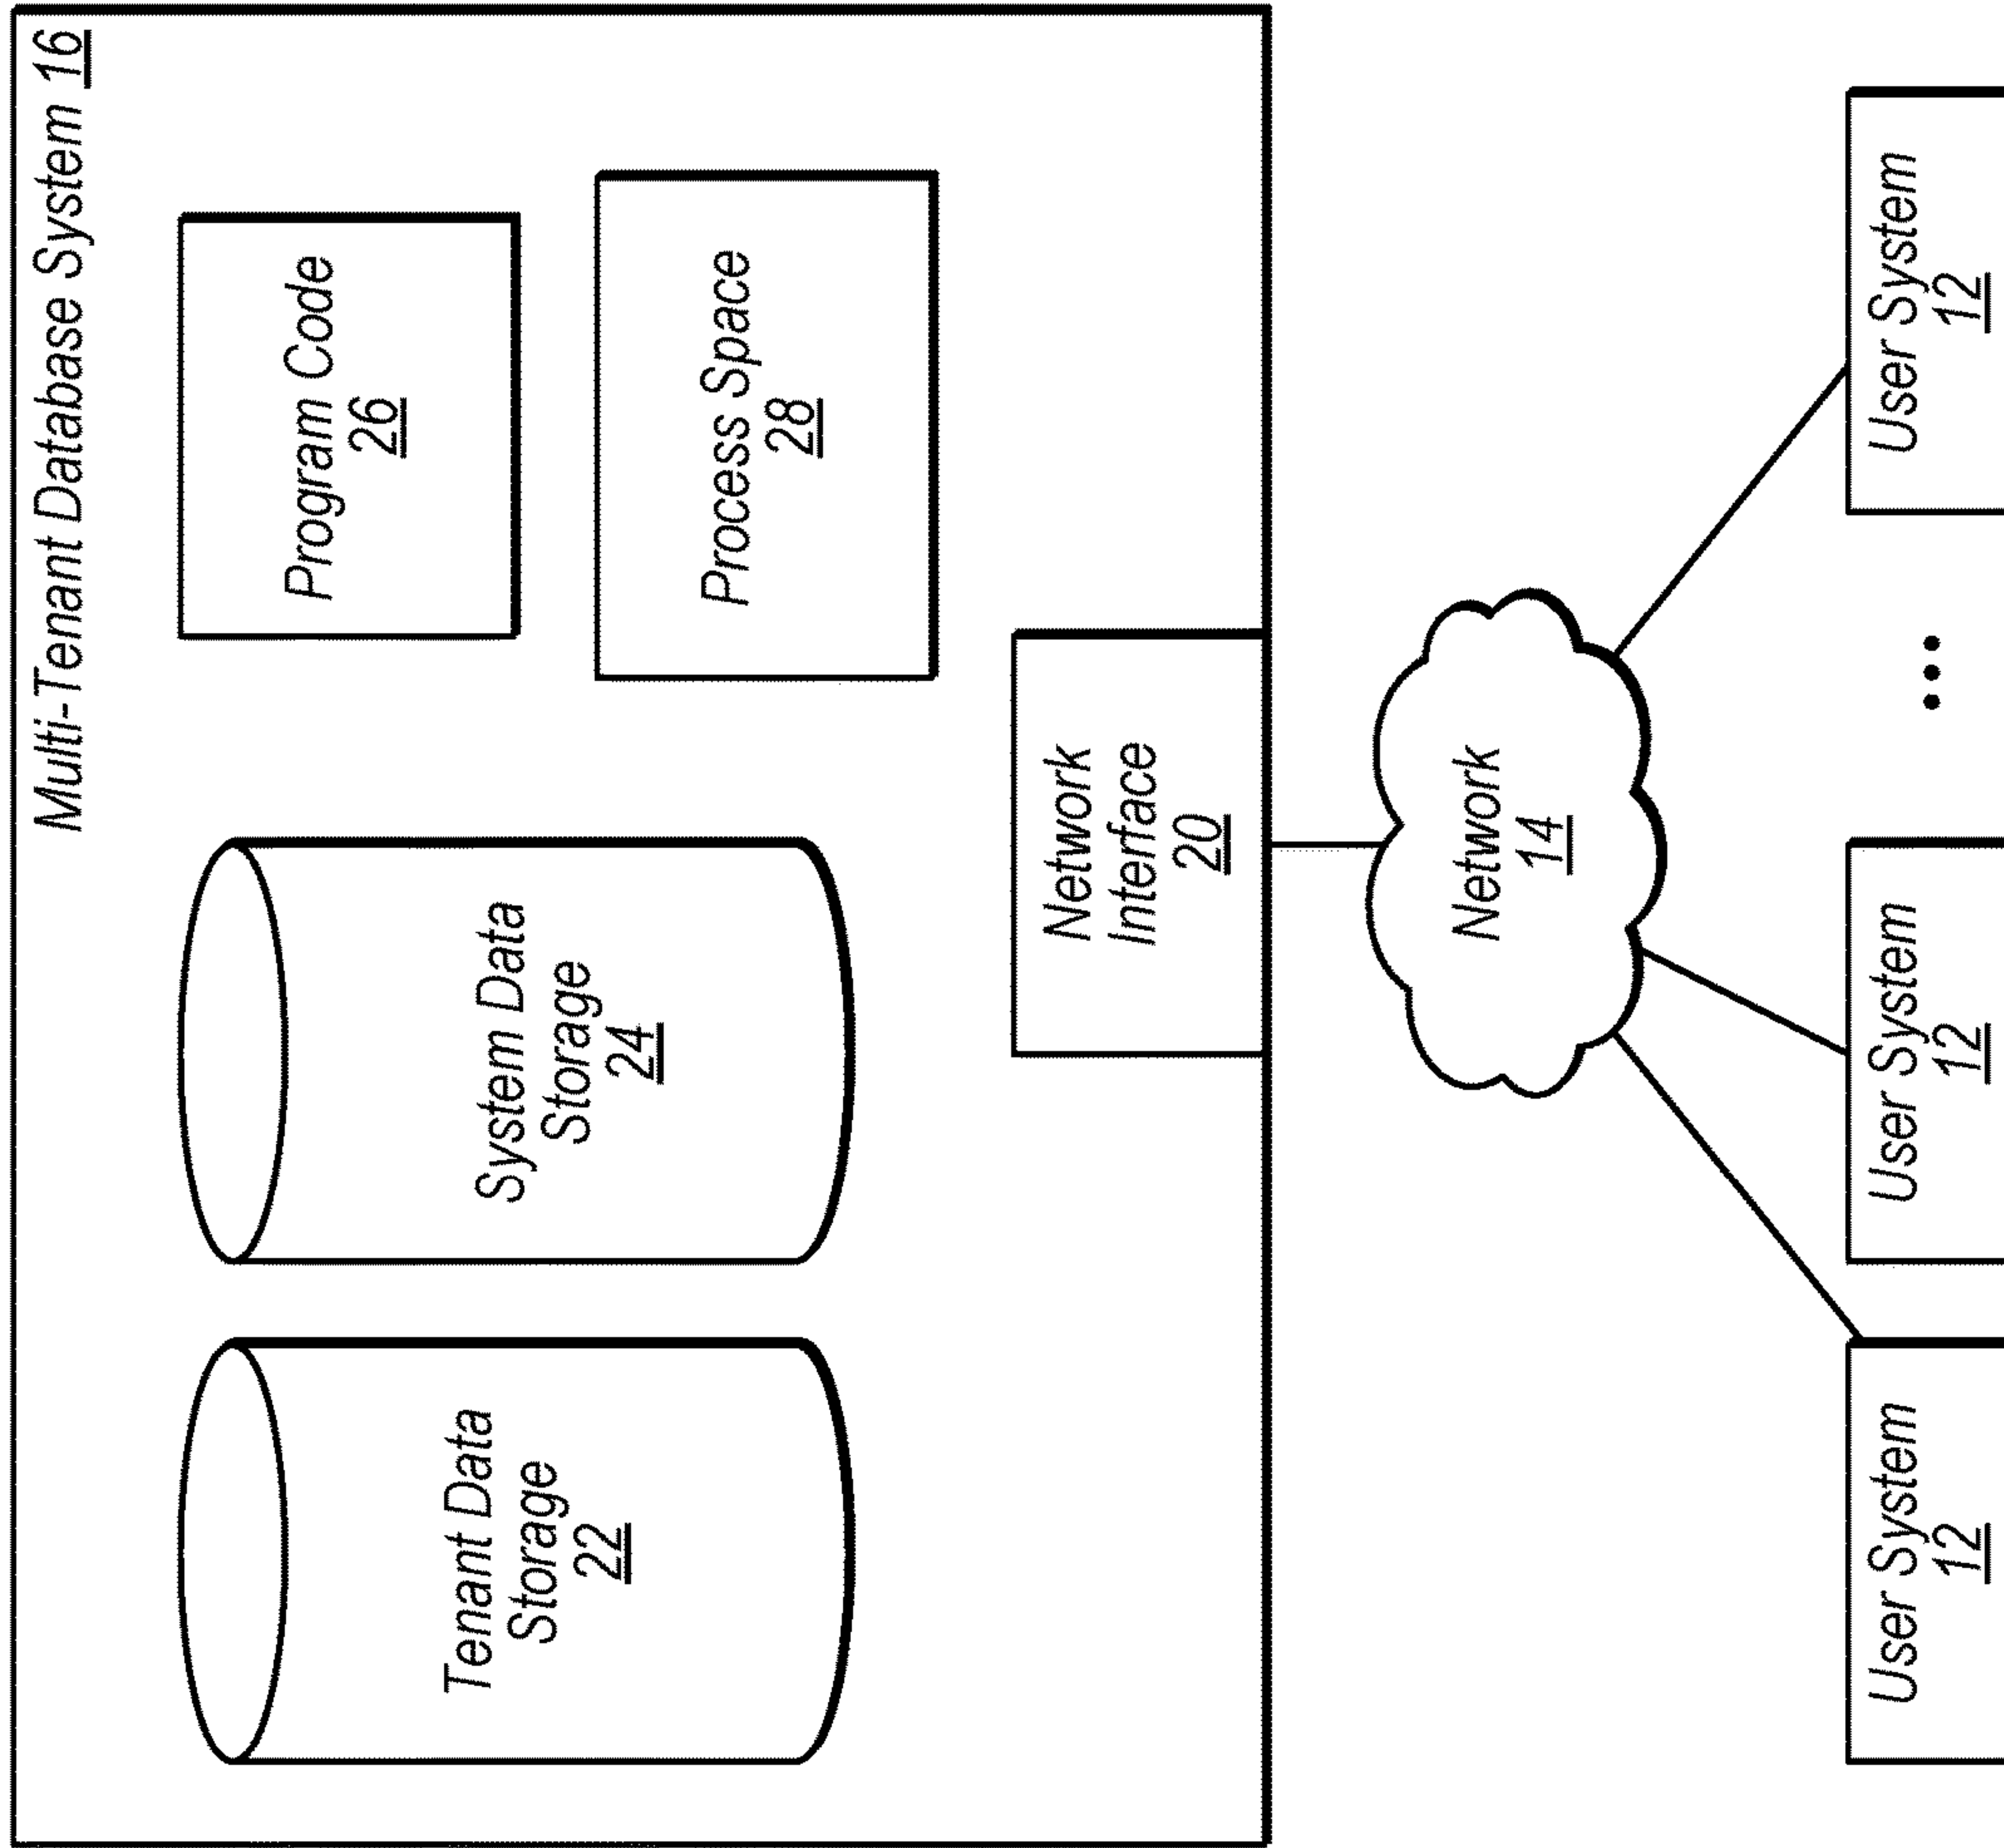 Multi-Tenant Database System 16
Tenant Data
Storage
22
System Data
Storage
24
Program Code
26
Process Space
28
Network
Interface
20
Network
14
User System
12
User System
12
...
User System
12